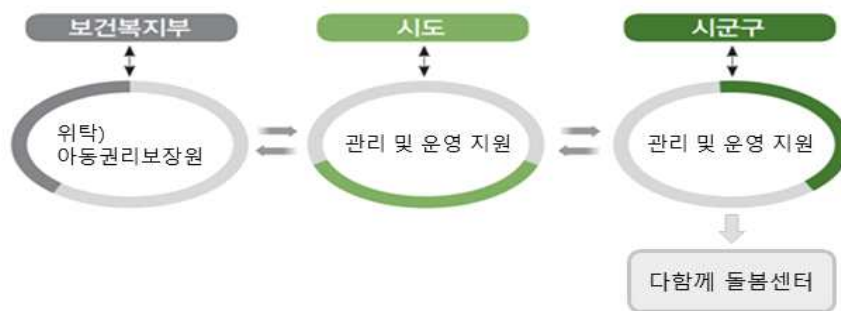 보건복지부
시도
시군구
위탁)
아동권리보장원
관리 및 운영 지원
관리 및 운영 지원
다함께 돌봄센터